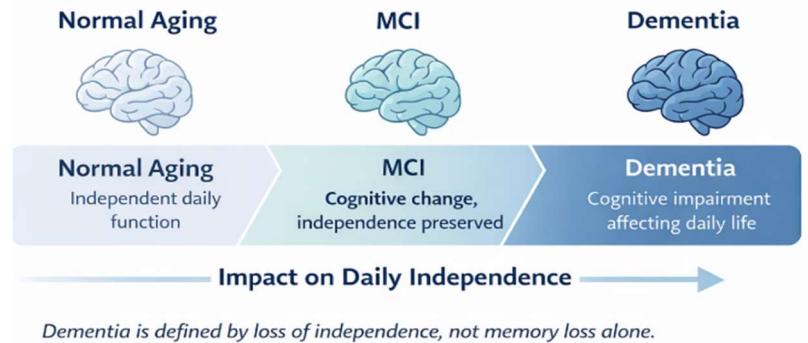 Normal Aging
MCI
Dementia
Normal Aging
Independent daily
function
MCI
Cognitive change,
independence preserved
Dementia
Cognitive impairment
affecting daily life
Impact on Daily Independence
Dementia is defined by loss of independence, not memory loss alone.